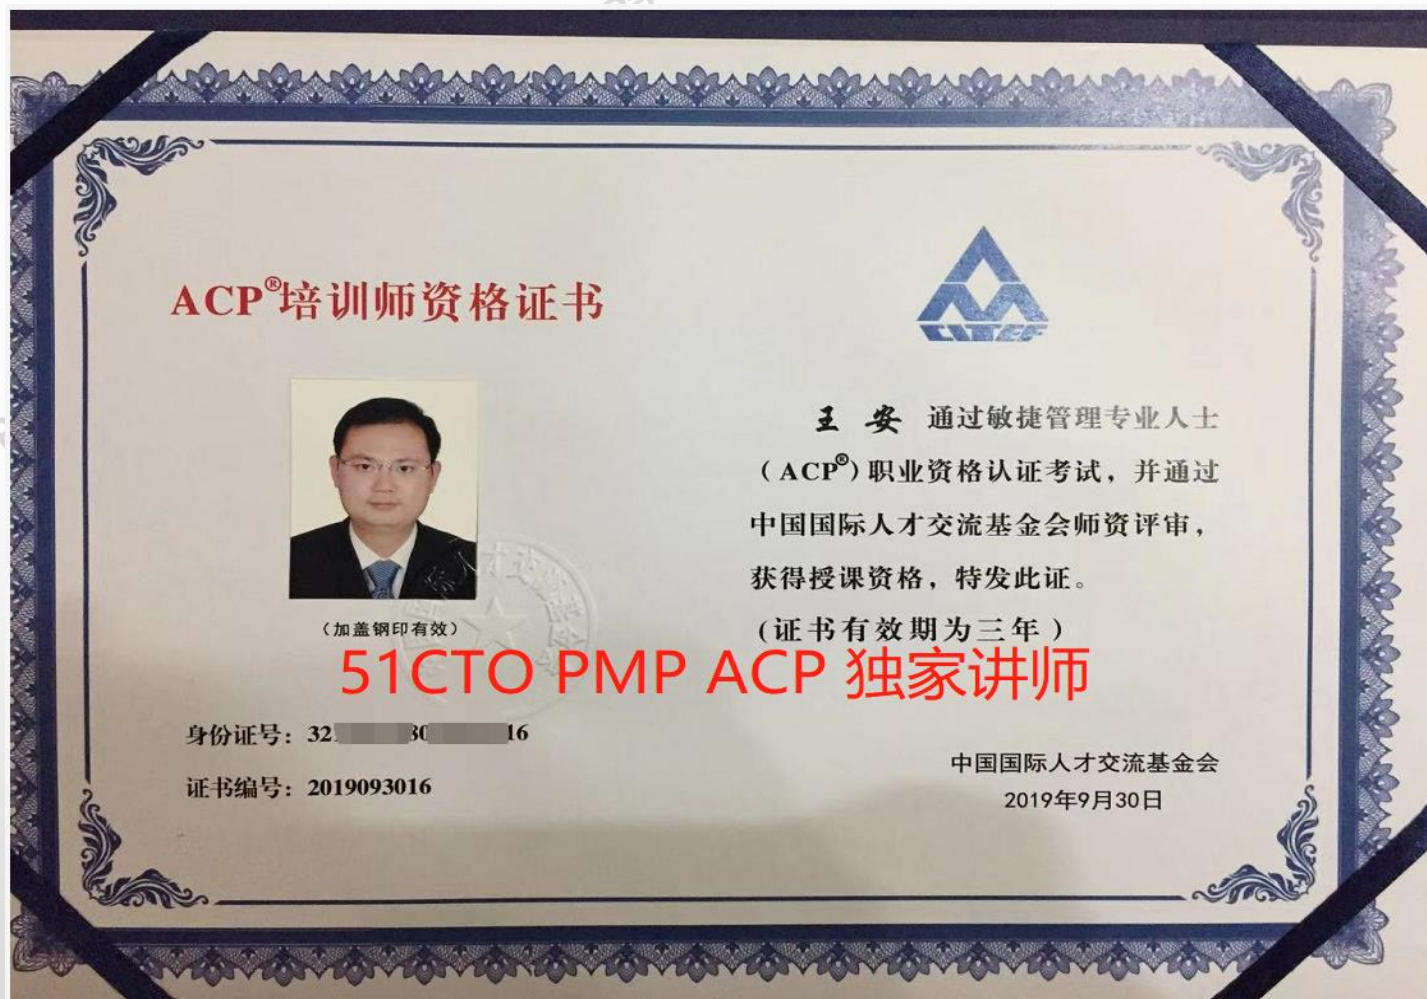 ACP®培训师资格证书
CITEF
王 安 通过敏捷管理专业人士
（ACP®）职业资格认证考试，并通过
中国国际人才交流基金会师资评审，
获得授课资格，特发此证。
(证书有效期为三年）
（加盖钢印有效）
51CTO PMP ACP 独家讲师
身份证号：32 80 16
证书编号：2019093016
中国国际人才交流基金会
2019年9月30日